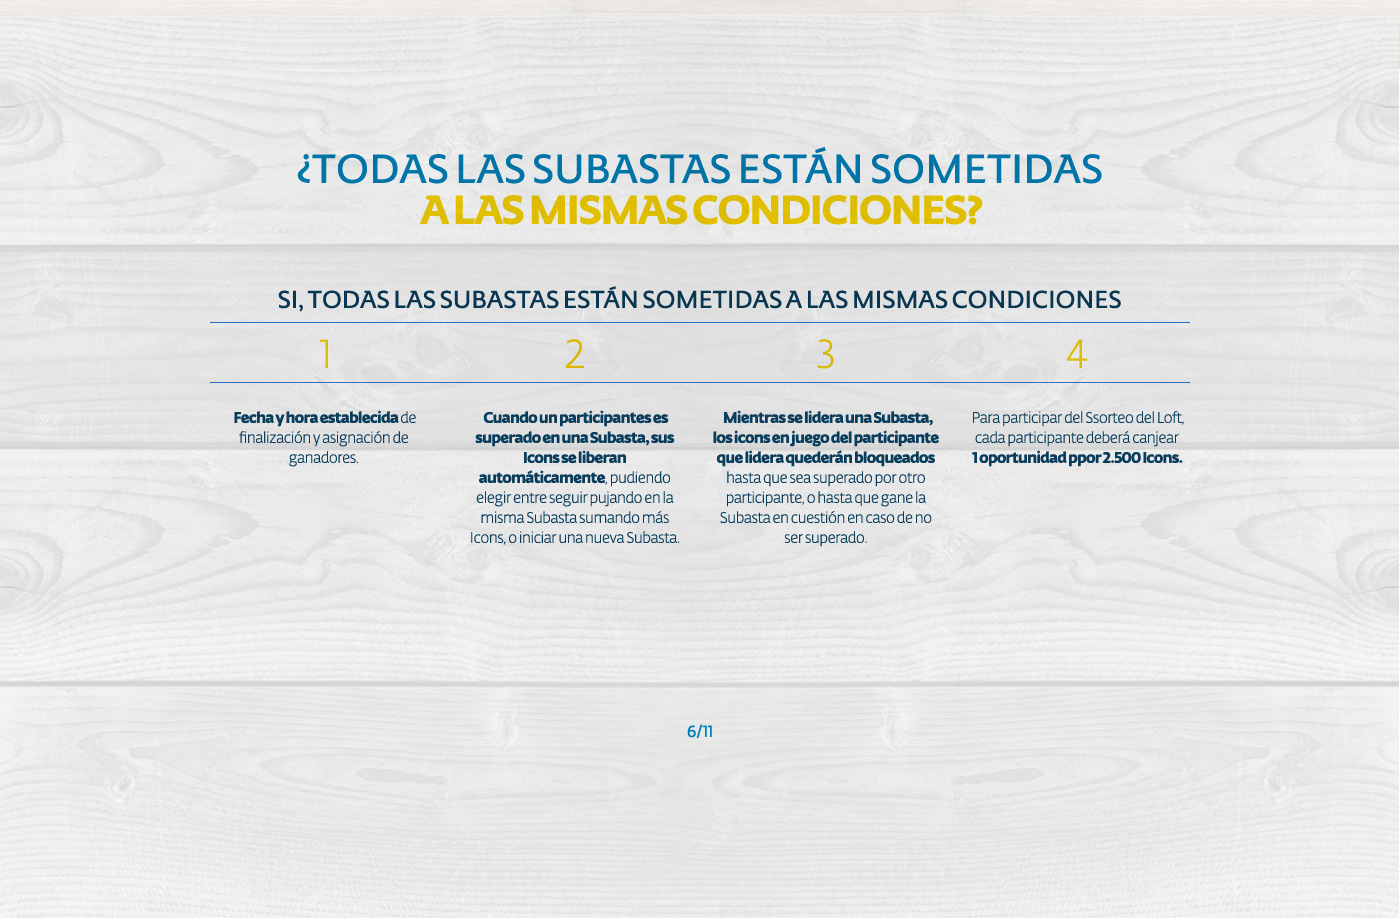 ¿TODAS LAS SUBASTAS ESTÁN SOMETIDAS
A LAS MISMAS CONDICIONES?
SI, TODAS LAS SUBASTAS ESTÁN SOMETIDAS A LAS MISMAS CONDICIONES
1
Fecha y hora establecida de
finalización y asignación de
ganadores.
2
Cuando un participantes es
superado en una Subasta, sus
Icons se liberan
automáticamente, pudiendo
elegir entre seguir pujando en la
misma Subasta sumando más
Icons, o iniciar una nueva Subasta.
3
Mientras se lidera una Subasta,
los icons en juego del participante
que lidera quederán bloqueados
hasta que sea superado por otro
participante, o hasta que gane la
Subasta en cuestión en caso de no
ser superado.
4
Para participar del Ssorteo del Loft,
cada participante deberá canjear
1 oportunidad ppor 2.500 Icons.
6/11